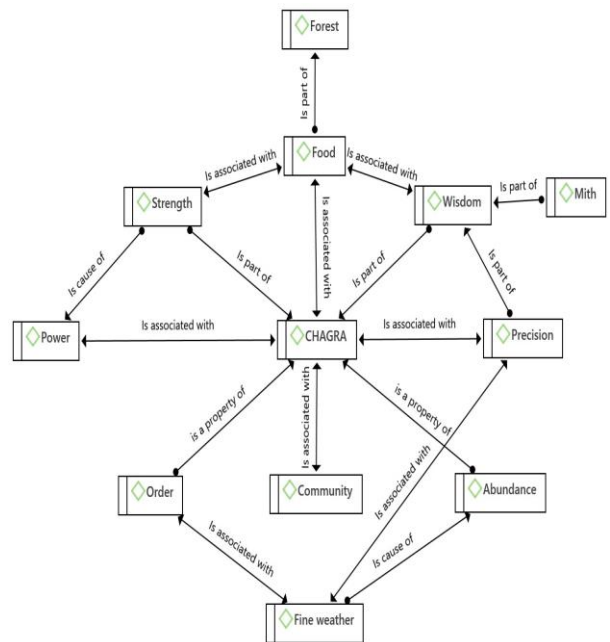 Forest
Is part of
Food
Is associated with
Is associated with
Strength
Wisdom
Is part of
Mith
Is associated with
Is cause of
Is part of
Is part of
Is part of
Power
Is associated with
CHAGRA
Is associated with
Precision
is a property of
Is associated with
is a property of
Is associated with
Order
Community
Abundance
Is associated with
Is cause of
Fine weather